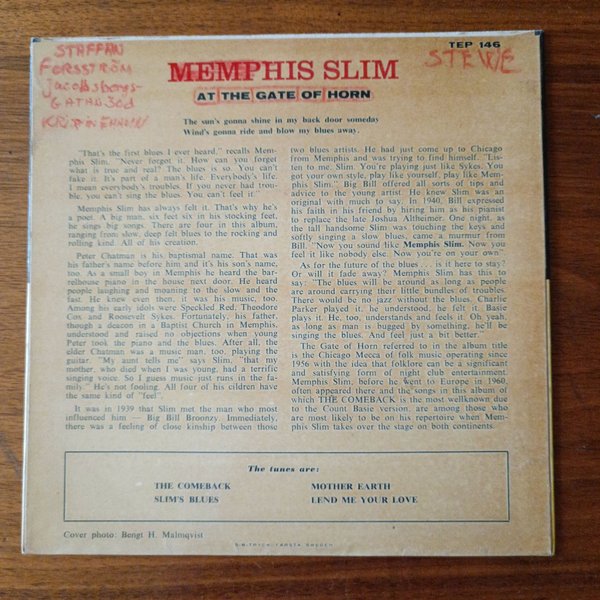 TEP 146
STAFFAN
FORSSTRÖM
STEWE
MEMPHIS SLIM
AT THE GATE OF HORN
The sun's gonna shine in my back door someday
Wind's gonna ride and blow my blues away.
"That's the first blues I ever heard," recalls Mem-
phis Slim. "Never forgot it. How can you forget
what is true and real? The blues is so. You can't
fake it. It's part of a man's life. Everybody's life.
I mean everybody's troubles. If you never had trou-
ble, you can't sing the blues. You can't feel it."
Memphis Slim has always felt it. That's why he's
a poet. A big man, six feet six in his stocking feet,
he sings big songs. There are four in this album,
ranging from slow, deep felt blues to the rocking and
rolling kind. All of his creation.
Peter Chatman is his baptismal name. That was
his father's name before him and it's his son's name,
too. As a small boy in Memphis he heard the bar-
relhouse piano in the house next door. He heard
people laughing and moaning to the slow and the
fast. He knew even then, it was his music, too.
Among his early idols were Speckled Red, Theodore
Cox and Roosevelt Sykes. Fortunately, his father,
though a deacon in a Baptist Church in Memphis,
understood and raised no objections when young
Peter took the piano and the blues. After all, the
elder Chatman was a music man, too, playing the
guitar. "My aunt tells me" says Slim, "that my
mother, who died when I was young, had a terrific
singing voice. So I guess music just runs in the fa-
mily." He's not fooling. All four of his children have
the same kind of "feel".
It was in 1939 that Slim met the man who most
influenced him — Big Bill Broonzy. Immediately,
there was a feeling of close kinship between those
two blues artists. He had just come up to Chicago
from Memphis and was trying to find himself. "Lis-
ten to me, Slim. You're playing just like Sykes. You
got your own style, play like yourself, play like Mem-
phis Slim." Big Bill offered all sorts of tips and
advice to the young artist. He knew Slim was an
original with much to say. In 1940, Bill expressed
his faith in his friend by hiring him as his pianist
to replace the late Joshua Altheimer. One night, as
the tall handsome Slim was touching the keys and
softly singing a slow blues, came a murmur from
Bill. "Now you sound like Memphis Slim. Now you
feel it like nobody else. Now you're on your own"
As for the future of the blues . . . is it here to stay?
Or will it fade away? Memphis Slim has this to
say: "The blues will be around as long as people
are around carrying their little bundles of troubles.
There would be no jazz without the blues. Charlie
Parker played it, he understood, he felt it. Basie
plays it. He, too, understands and feels it. Oh yeah,
as long as man is bugged by something, he'll be
singing the blues. And feel just a bit better."
The Gate of Horn refered to in the album title
is the Chicago Mecca of folk music operating since
1956 with the idea that folklore can be a significant
and satisfying form of night club entertainment.
Memphis Slim, before he went to Europe in 1960,
often appeared there and the songs in this album of
which THE COMEBACK is the most wellknown due
to the Count Basie version, are among those who
are most likely to be on his repertoire when Mem-
phis Slim takes over the stage on both continents.
The tunes are:
THE COMEBACK MOTHER EARTH
SLIM'S BLUES LEND ME YOUR LOVE
Cover photo: Bengt H. Malmqvist